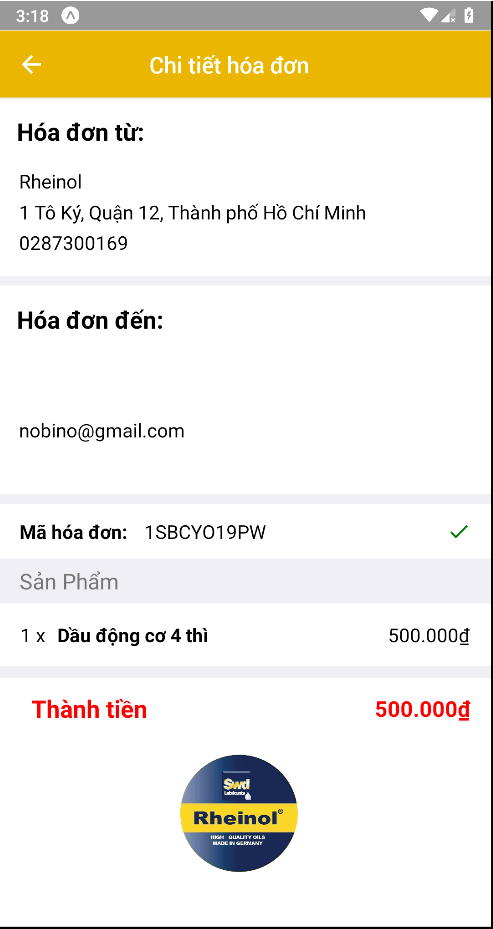 3:18
Chi tiết hóa đơn
Hóa đơn từ:
Rheinol
1 Tô Ký, Quận 12, Thành phố Hồ Chí Minh
0287300169
Hóa đơn đến:
nobino@gmail.com
Mã hóa đơn: 1SBCYO19PW
Sản Phẩm
1 x Dầu động cơ 4 thì 500.000₫
Thành tiền 500.000₫
Swd
Lubricants
Rheinol®
HIGH QUALITY OILS
MADE IN GERMANY